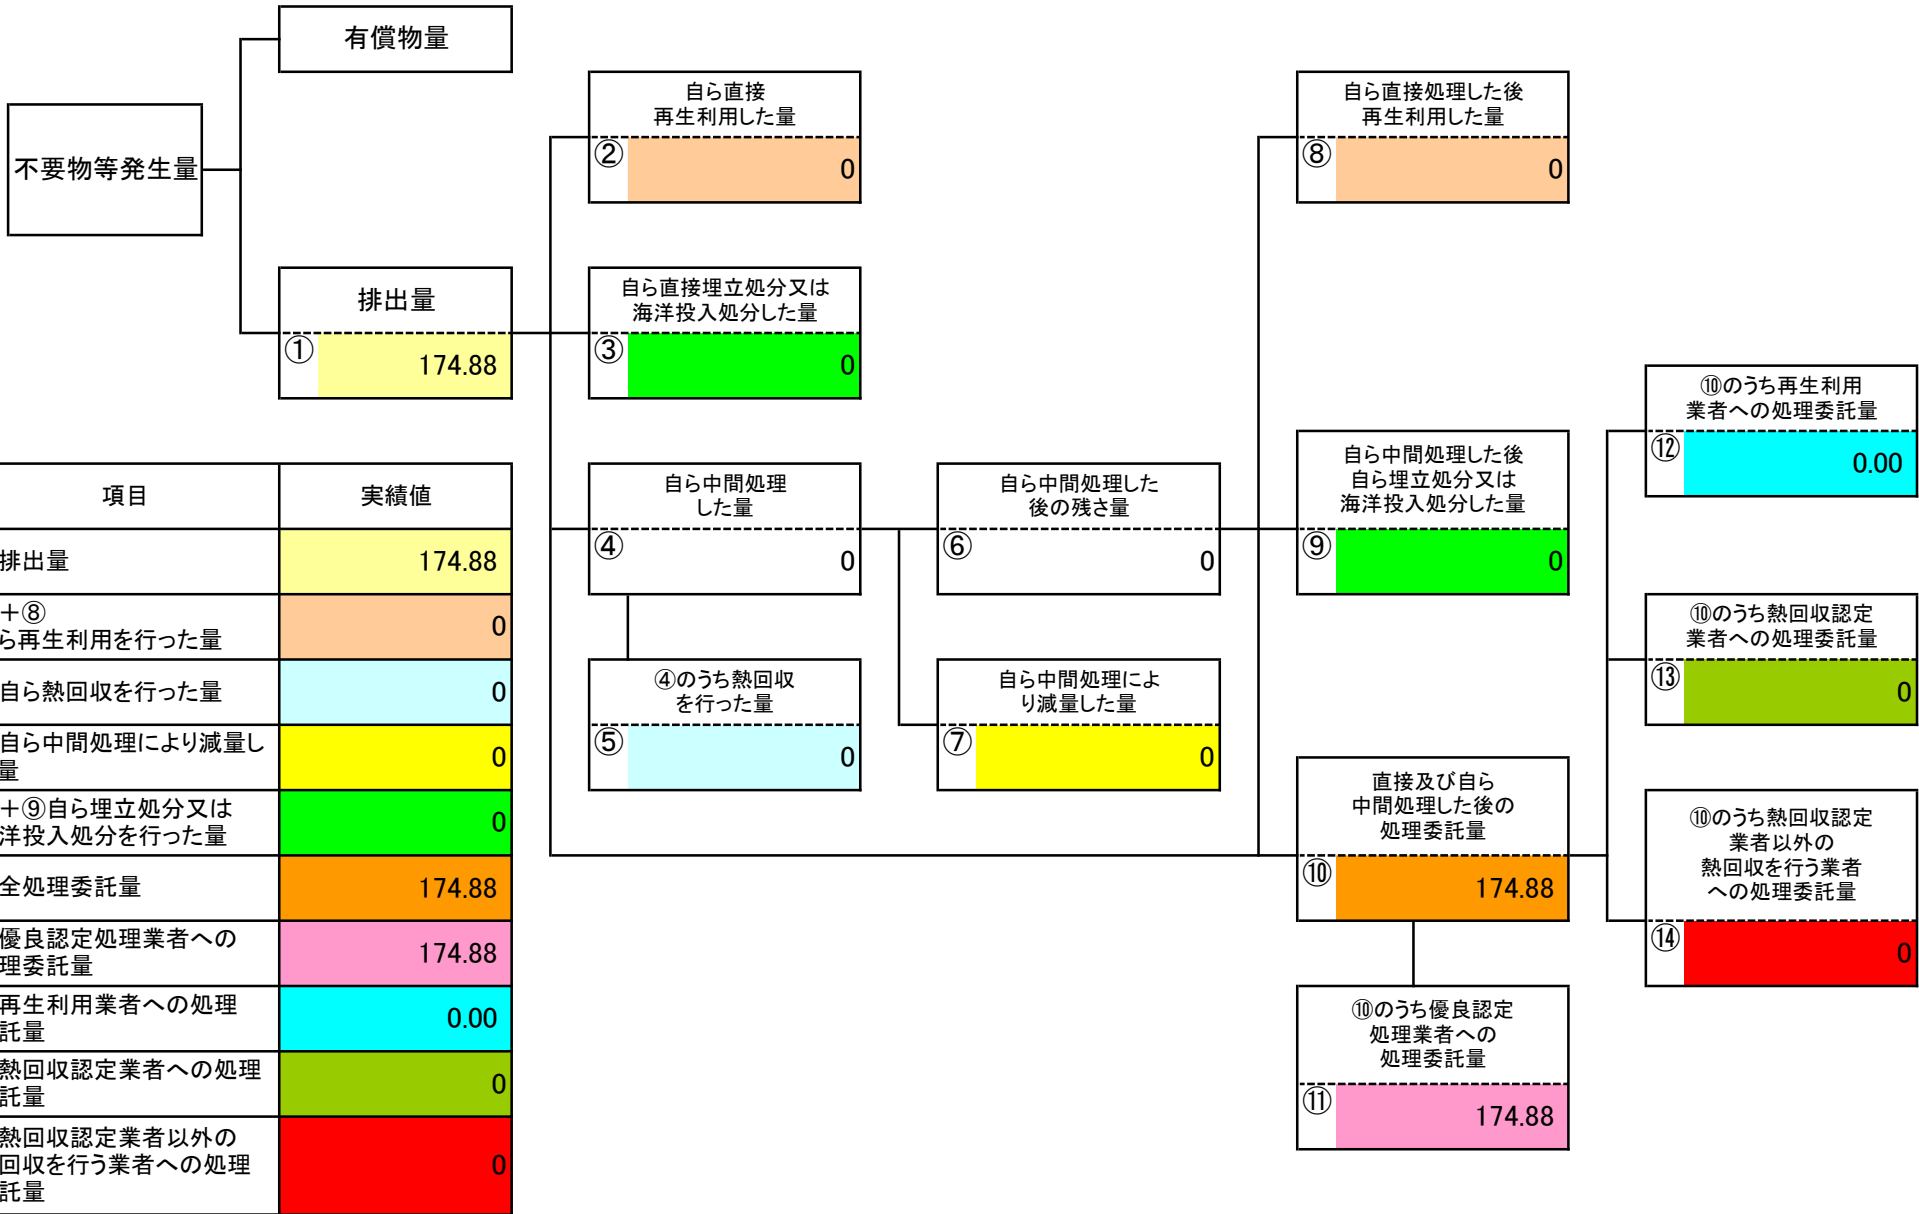 有償物量
不要物等発生量
排出量
① 174.88
自ら直接
再生利用した量
② 0
自ら直接埋立処分又は
海洋投入処分した量
③ 0
自ら中間処理
した量
④ 0
④のうち熱回収
を行った量
⑤ 0
自ら中間処理した
後の残さ量
⑥ 0
自ら中間処理によ
り減量した量
⑦ 0
自ら直接処理した後
再生利用した量
⑧ 0
自ら中間処理した後
自ら埋立処分又は
海洋投入処分した量
⑨ 0
直接及び自ら
中間処理した後の
処理委託量
⑩ 174.88
⑩のうち優良認定
処理業者への
処理委託量
⑪ 174.88
⑩のうち再生利用
業者への処理委託量
⑫ 0.00
⑩のうち熱回収認定
業者への処理委託量
⑬ 0
⑩のうち熱回収認定
業者以外の
熱回収を行う業者
への処理委託量
⑭ 0
項目 実績値
排出量 174.88
+⑧
ら再生利用を行った量 0
自ら熱回収を行った量 0
自ら中間処理により減量し
量 0
+⑨自ら埋立処分又は
洋投入処分を行った量 0
全処理委託量 174.88
優良認定処理業者への
理委託量 174.88
再生利用業者への処理
託量 0.00
熱回収認定業者への処理
託量 0
熱回収認定業者以外の
回収を行う業者への処理
託量 0